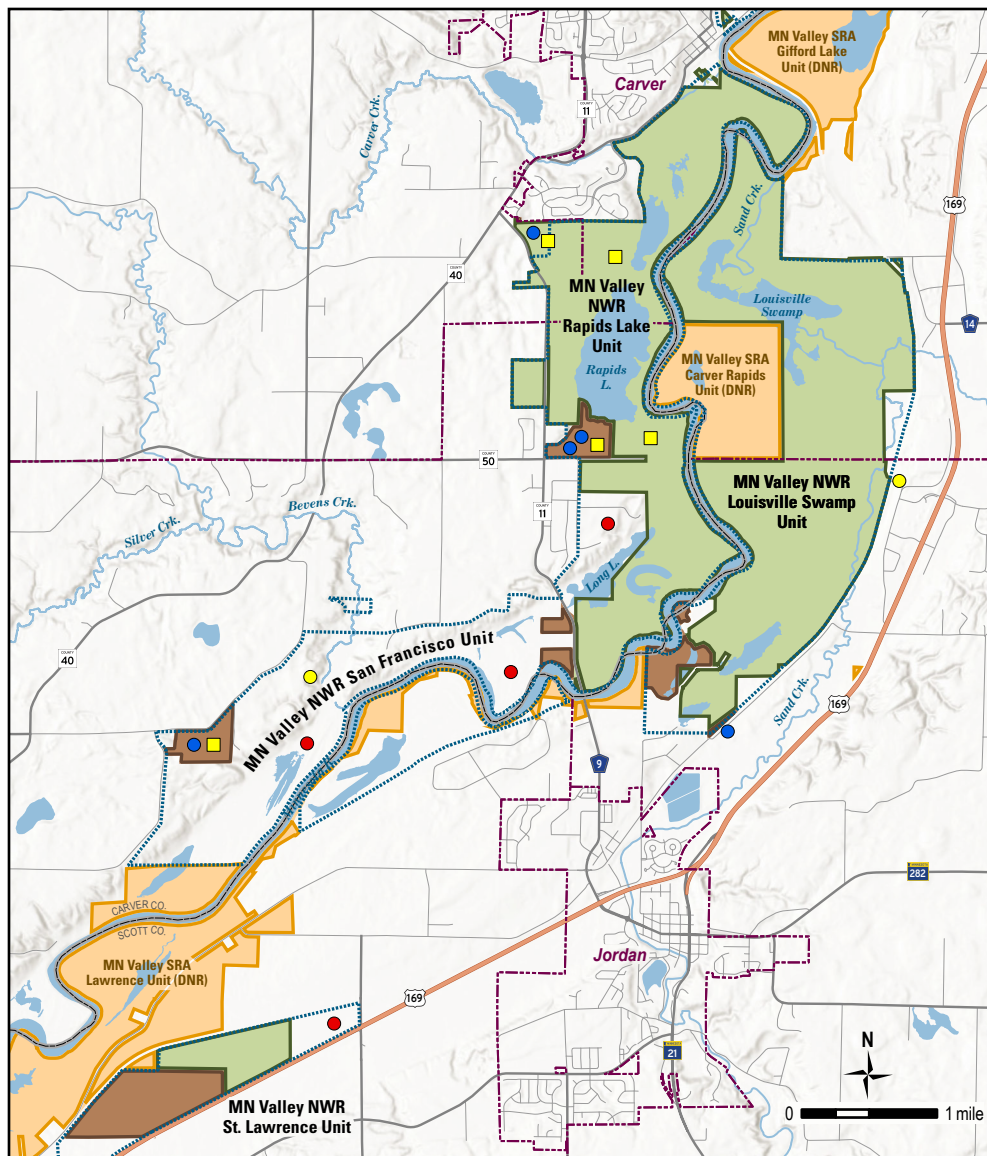 MN Valley SRA
Gifford Lake
Unit (DNR)
Carver
COUNTY
11
Carver Crk.
169
Sand Crk.
COUNTY
40
MN Valley
NWR
Rapids Lake
Unit
Louisville
Swamp
14
Rapids
L.
MN Valley SRA
Carver Rapids
Unit (DNR)
COUNTY
50
MN Valley NWR
Louisville Swamp
Unit
Bevens Crk.
Silver Crk.
COUNTY
11
Long L.
COUNTY
40
MN Valley NWR San Francisco Unit
Sand Crk.
169
9
MINNESOTA
282
CARVER CO.
SCOTT CO.
MN Valley SRA
Lawrence Unit (DNR)
Jordan
169
MINNESOTA
21
N
MN Valley NWR
St. Lawrence Unit
0
1 mile